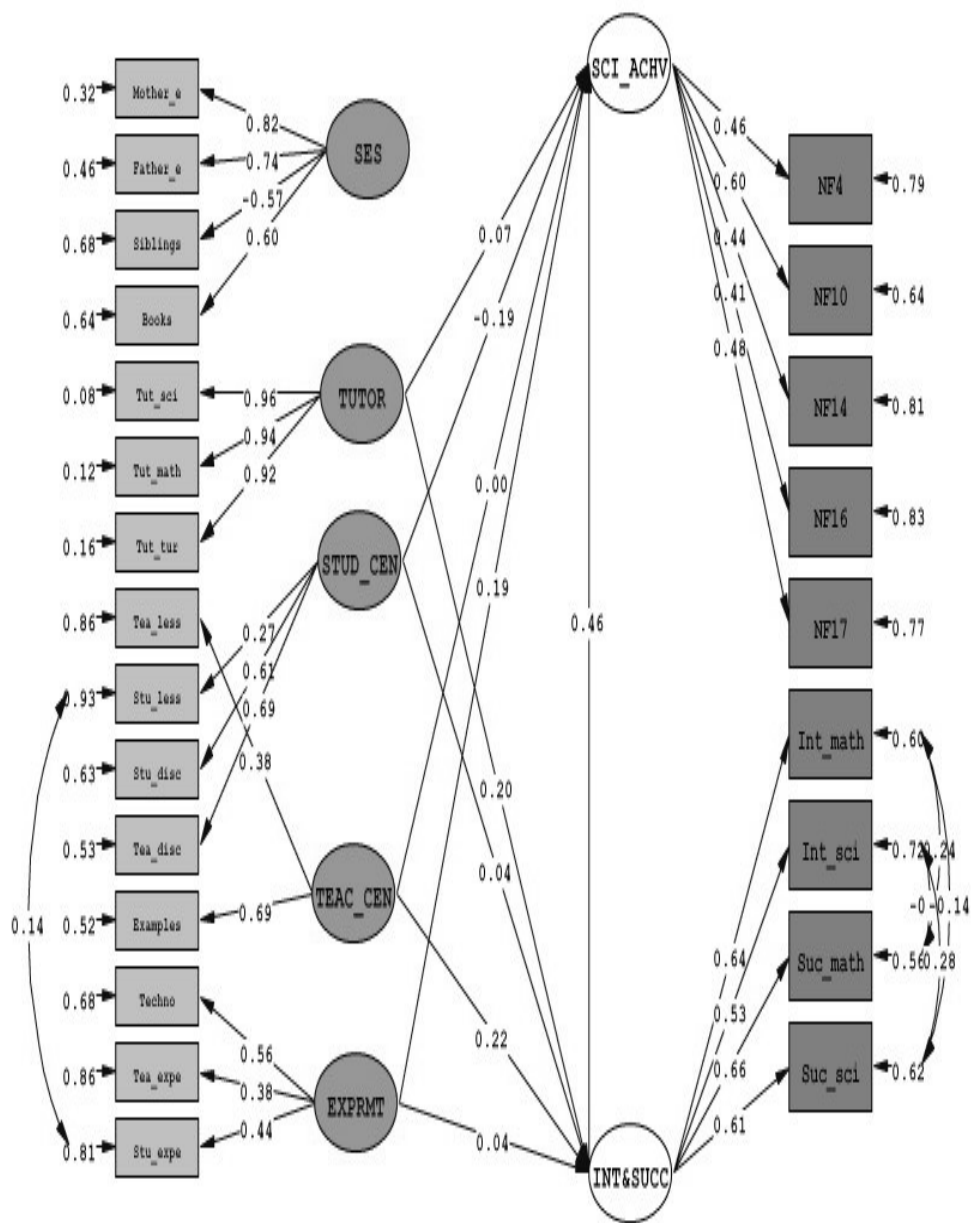 SCI_ACHV
0.32 Mother_e
0.82
SES
0.46 Father_e
0.74
-0.57
0.68 Siblings
0.60
0.64 Books
0.46
NF4 0.79
0.60
0.07
0.44
-0.19
0.41
NF10 0.64
0.48
0.08 Tut_sci
0.96
TUTOR
0.94
0.12 Tut_math
0.92
NF14 0.81
0.16 Tut_tur
0.00
NF16 0.83
STUD_CEN
0.19
0.86 Tea_less
0.27
0.46
NF17 0.77
0.61
0.93 Stu_less
0.69
0.38
0.63 Stu_disc
Int_math 0.60
0.20
0.53 Tea_disc
0.04
Int_sci 0.72
0.24
TEAC_CEN
0.69
0.14
0.52 Examples
-0.14
Suc_math 0.56
0.28
0.64
0.68 Techno
0.53
0.22
0.56
0.66
0.86 Tea_expe
0.38
EXPRMT
Suc_sci 0.62
0.44
0.61
0.04
0.81 Stu_expe
INT&SUCC